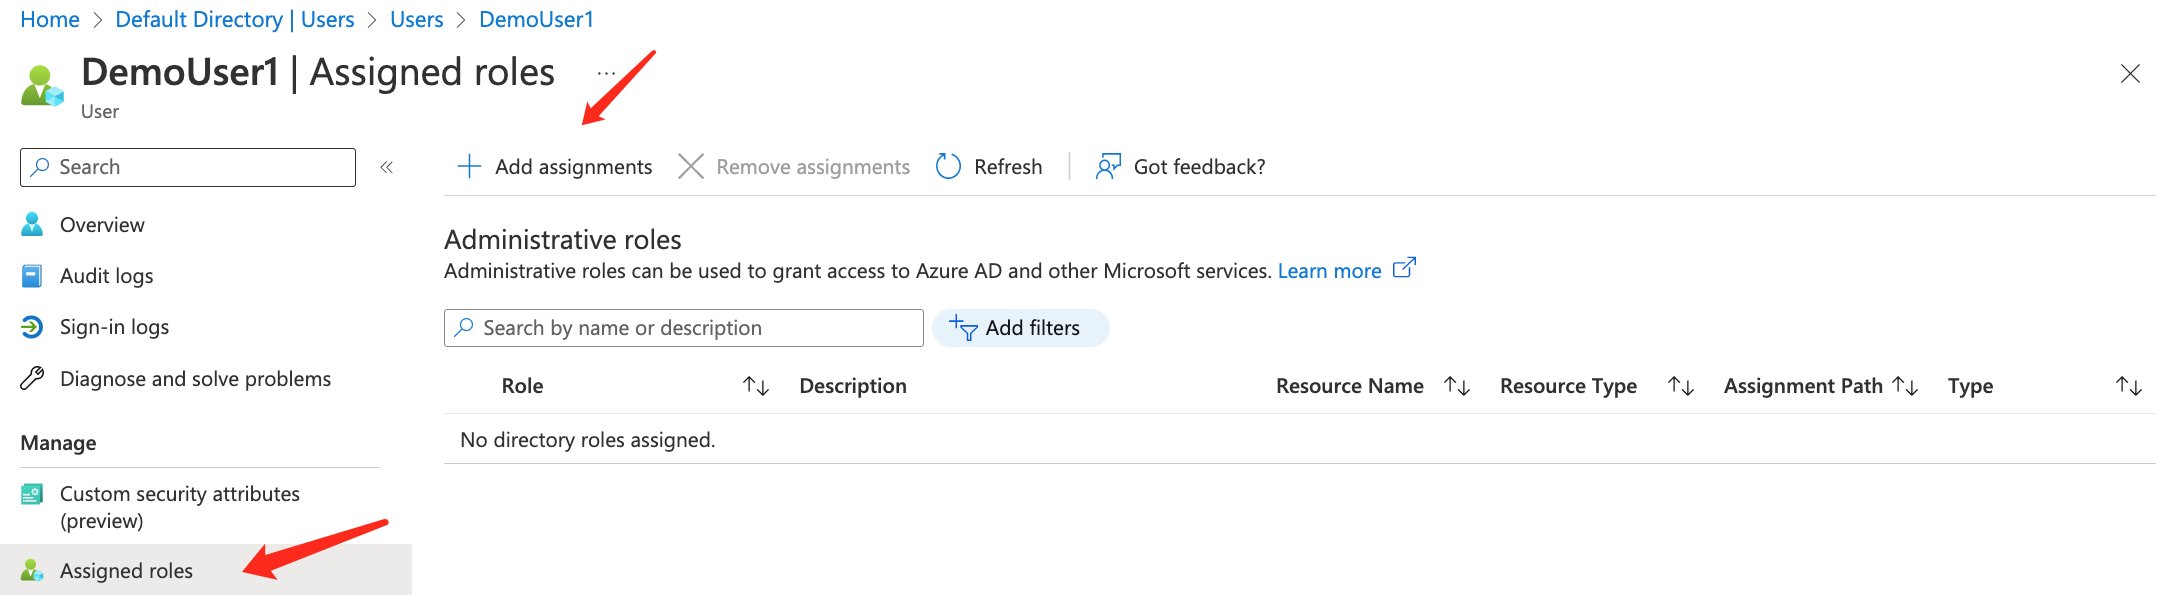 Home > Default Directory | Users > Users > DemoUser1
DemoUser1 | Assigned roles ...
User
Search «
+ Add assignments Remove assignments Refresh | Got feedback?
Overview
Audit logs
Sign-in logs
Diagnose and solve problems
Manage
Custom security attributes
(preview)
Assigned roles
Administrative roles
Administrative roles can be used to grant access to Azure AD and other Microsoft services. Learn more
Search by name or description Add filters
Role ↑↓ Description Resource Name ↑↓ Resource Type ↑↓ Assignment Path ↑↓ Type ↑↓
No directory roles assigned.